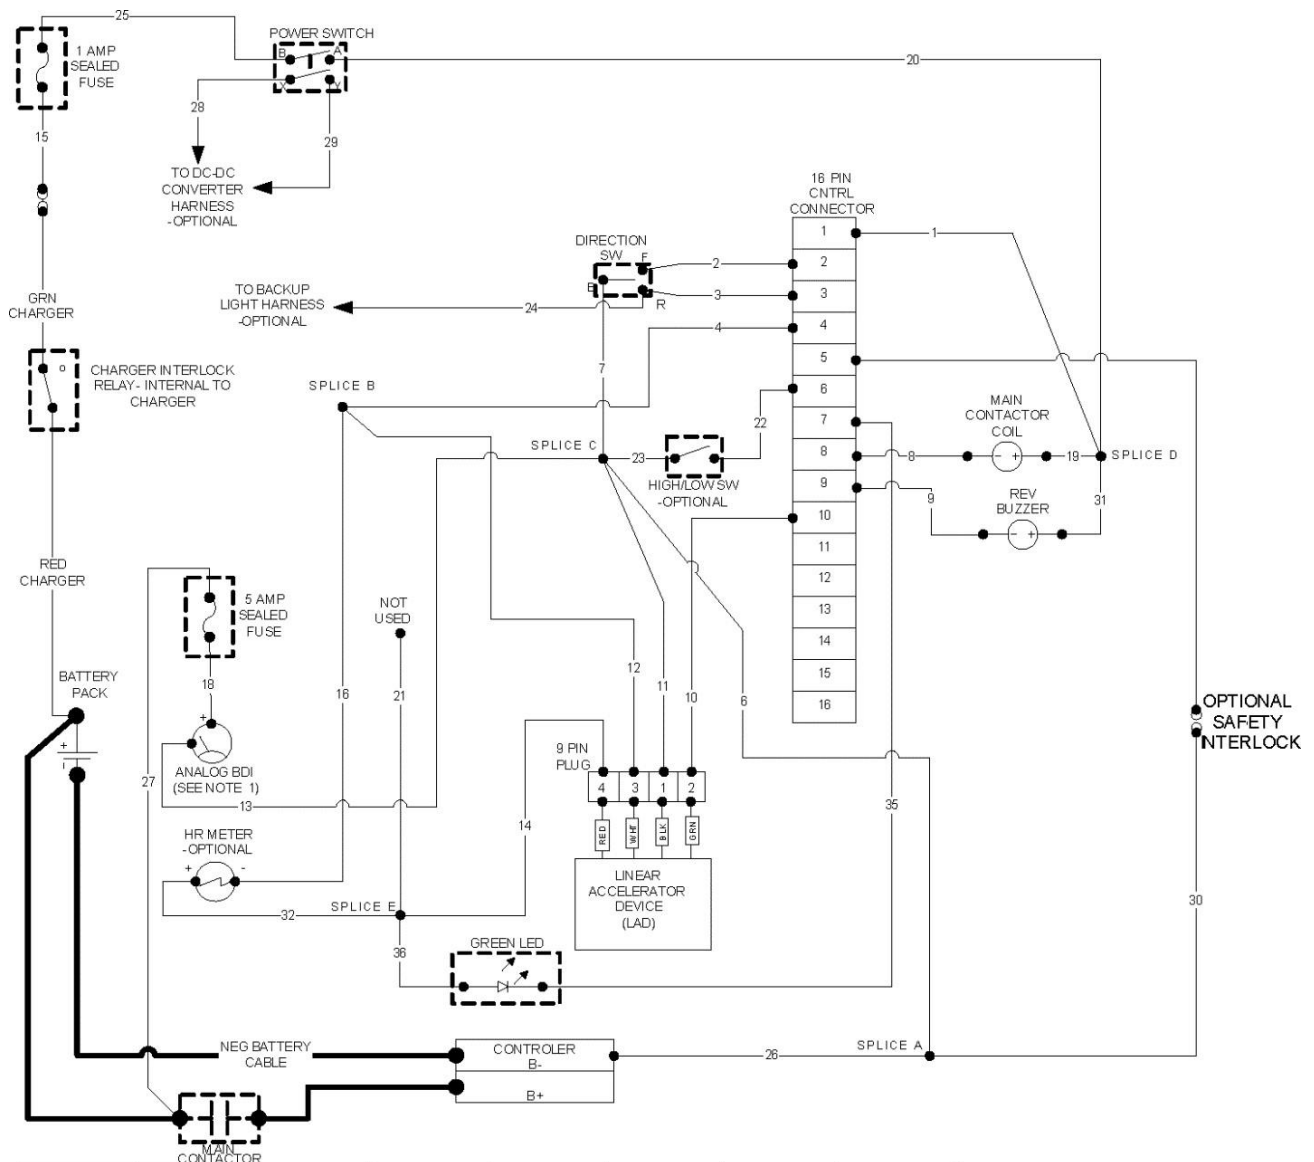 25
POWER SWITCH
B
A
1 AMP
SEALED
FUSE
20
X
Y
28
15
29
TO DC-DC
CONVERTER
HARNESS
-OPTIONAL
16 PIN
CNTRL
CONNECTOR
1
1
DIRECTION
SW
F
2
2
TO BACKUP
LIGHT HARNESS
-OPTIONAL
B
3
3
R
24
GRN
CHARGER
4
4
CHARGER INTERLOCK
RELAY- INTERNAL TO
CHARGER
O
5
19
7
SPLICE B
6
MAIN
CONTACTOR
COIL
22
7
SPLICE C
23
8
8
- +
19
SPLICE D
HIGH/LOW SW
-OPTIONAL
9
9
REV
BUZZER
31
10
- +
11
RED
CHARGER
12
5 AMP
SEALED
FUSE
NOT
USED
13
14
BATTERY
PACK
18
16
21
12
11
10
6
15
16
OPTIONAL
SAFETY
INTERLOCK
+
+
-
9 PIN
PLUG
ANALOG BDI
(SEE NOTE 1)
27
13
4
3
1
2
35
14
RED
WHT
BLK
GRN
HR METER
-OPTIONAL
+
-
LINEAR
ACCELERATOR
DEVICE
(LAD)
30
32
SPLICE E
36
GREEN LED
NEG BATTERY
CABLE
CONTROLER
B-
26
SPLICE A
B+
MAIN
CONTACTOR